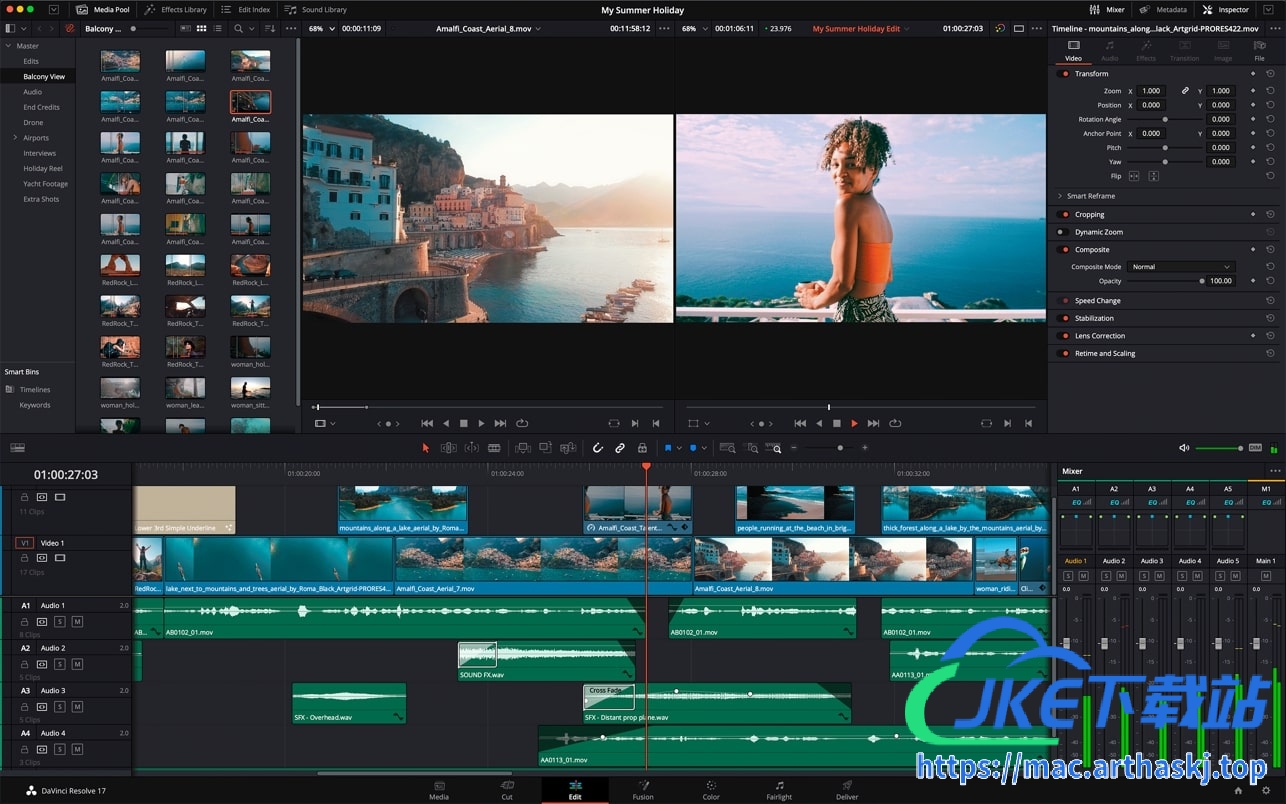 Media Pool Effects Library Edit Index Sound Library My Summer Holiday Mixer Metadata Inspector
Balcony ... 68% 00:00:11:09 Amalfi_Coast_Aerial_8.mov 00:11:58:12 68% 00:01:06:11 23.976 My Summer Holiday Edit 01:00:27:03 Timeline - mountains_along...lack_Artgrid-PRORES422.mov
Master
Edits
Balcony View
Audio
End Credits
Drone
Airports
Interviews
Holiday Reel
Yacht Footage
Extra Shots
Smart Bins
Timelines
Keywords
Amalfi_Coa... Amalfi_Coa... Amalfi_Coa...
Amalfi_Coa... Amalfi_Coa... Amalfi_Coa...
Amalfi_Coa... Amalfi_Coa... Amalfi_Coa...
Amalfi_Coa... Amalfi_Coa... Amalfi_Coa...
Amalfi_Coa... Amalfi_Coa... Amalfi_Coa...
RedRock_L... RedRock_L... RedRock_L...
RedRock_T... RedRock_T... RedRock_T...
RedRock_T... RedRock_T... woman_hol...
woman_hol... woman_lea... woman_sitt...
Video Audio Effects Transition Image File
Transform
Zoom X 1.000 Y 1.000
Position X 0.000 Y 0.000
Rotation Angle 0.000
Anchor Point X 0.000 Y 0.000
Pitch 0.000
Yaw 0.000
Flip
Smart Reframe
Cropping
Dynamic Zoom
Composite
Composite Mode Normal
Opacity 100.00
Speed Change
Stabilization
Lens Correction
Retime and Scaling
DIM
01:00:27:03
01:00:20:00 01:00:24:00 01:00:28:00 01:00:32:00
11 Clips
Lower 3rd Simple Underline mountains_along_a_lake_aerial_by_Roma... Amalfi_Coast_Talent... people_running_at_the_beach_in_brig... thick_forest_along_a_lake_by_the_mountains_aerial_by...
V1 Video 1
17 Clips
RedRoc... lake_next_to_mountains_and_trees_aerial_by_Roma_Black_Artgrid-PRORES4... Amalfi_Coast_Aerial_7.mov Amalfi_Coast_Aerial_8.mov woman_ridi... Cli...
A1 Audio 1 2.0
S M
8 Clips
AB... AB0102_01.mov AB0102_01.mov AB0102_01.mov
A2 Audio 2 2.0
S M
5 Clips
SOUND FX.wav AA0113_01.mov
A3 Audio 3 2.0
S M
5 Clips
SFX - Overhead.wav Cross Fade SFX - Distant prop plane.wav
A4 Audio 4 2.0
S M
3 Clips
AA0113_01.mov
Mixer
A1 A2 A3 A4 A5 M1
EQ EQ EQ EQ EQ EQ
Audio 1 Audio 2 Audio 3 Audio 4 Audio 5 Main 1
S M S M S M S M S M M
0.0 0.0 0.0 0.0 0.0 0.0
JKE下载站
https://mac.arthaskj.top
DaVinci Resolve 17 Media Cut Edit Fusion Color Fairlight Deliver